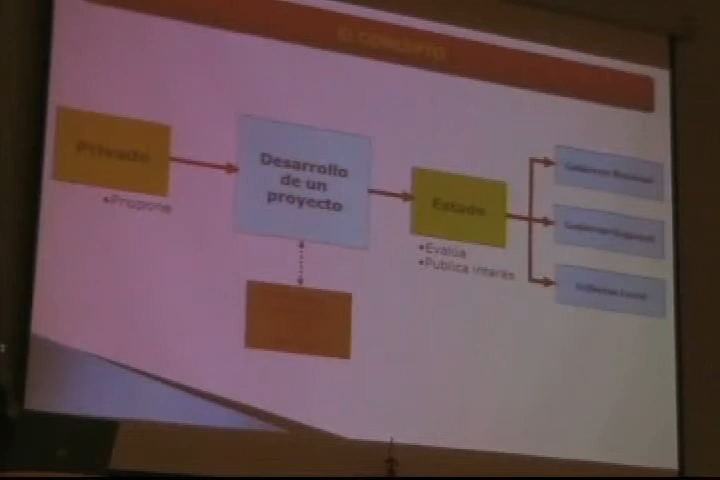 El CONCEPTO
Privado
•Propone
Desarrollo
de un
proyecto
Estado
•Evalúa
•Publica interés
Gobierno Nacional
Gobierno Regional
Gobierno Local